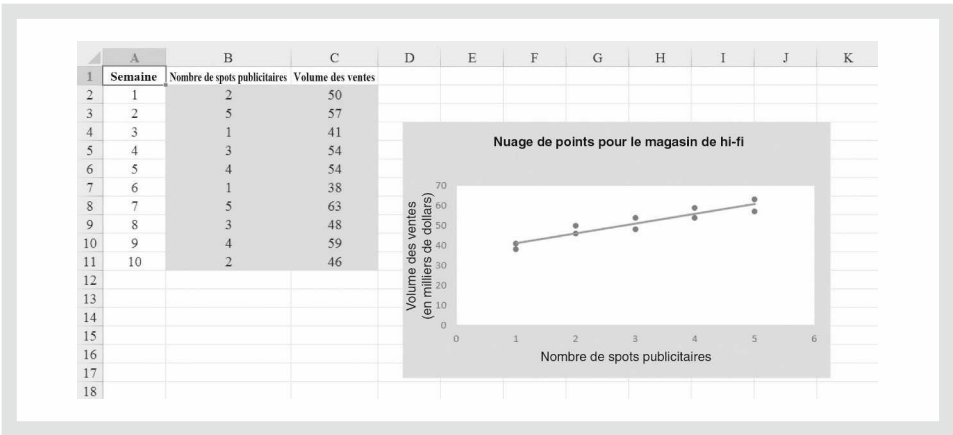 A B C D E F G H I J K
1 Semaine Nombre de spots publicitaires Volume des ventes
2 1 2 50
3 2 5 57
4 3 1 41
5 4 3 54
6 5 4 54
7 6 1 38
8 7 5 63
9 8 3 48
10 9 4 59
11 10 2 46
12
13
14
15
16
17
18
Nuage de points pour le magasin de hi-fi
Volume des ventes
(en milliers de dollars)
70
60
50
40
30
20
10
0
0 1 2 3 4 5 6
Nombre de spots publicitaires